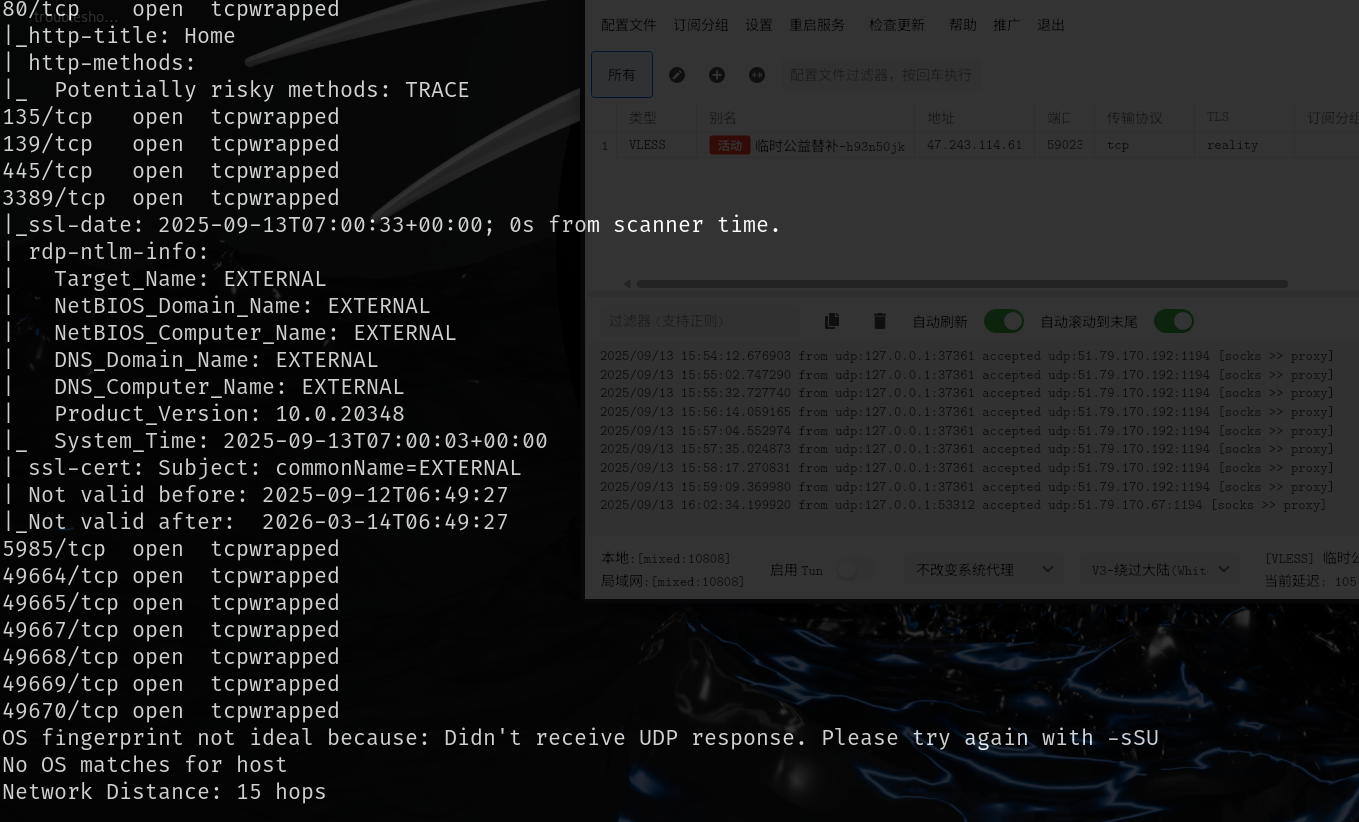 80/tcp open tcpwrapped
|_http-title: Home
| http-methods:
|_ Potentially risky methods: TRACE
135/tcp open tcpwrapped
139/tcp open tcpwrapped
445/tcp open tcpwrapped
3389/tcp open tcpwrapped
|_ssl-date: 2025-09-13T07:00:33+00:00; 0s from scanner time.
| rdp-ntlm-info:
| Target_Name: EXTERNAL
| NetBIOS_Domain_Name: EXTERNAL
| NetBIOS_Computer_Name: EXTERNAL
| DNS_Domain_Name: EXTERNAL
| DNS_Computer_Name: EXTERNAL
| Product_Version: 10.0.20348
|_ System_Time: 2025-09-13T07:00:03+00:00
| ssl-cert: Subject: commonName=EXTERNAL
| Not valid before: 2025-09-12T06:49:27
|_Not valid after: 2026-03-14T06:49:27
5985/tcp open tcpwrapped
49664/tcp open tcpwrapped
49665/tcp open tcpwrapped
49667/tcp open tcpwrapped
49668/tcp open tcpwrapped
49669/tcp open tcpwrapped
49670/tcp open tcpwrapped
OS fingerprint not ideal because: Didn't receive UDP response. Please try again with -sSU
No OS matches for host
Network Distance: 15 hops
troublesho...
配置文件 订阅分组 设置 重启服务 检查更新 帮助 推广 退出
所有 配置文件过滤器，按回车执行
类型 别名 地址 端口 传输协议 TLS 订阅分组
1 VLESS 活动 临时公益替补-h93n50jk 47.243.114.61 59023 tcp reality
过滤器(支持正则) 自动刷新 自动滚动到末尾
2025/09/13 15:54:12.676903 from udp:127.0.0.1:37361 accepted udp:51.79.170.192:1194 [socks >> proxy]
2025/09/13 15:55:02.747290 from udp:127.0.0.1:37361 accepted udp:51.79.170.192:1194 [socks >> proxy]
2025/09/13 15:55:32.727740 from udp:127.0.0.1:37361 accepted udp:51.79.170.192:1194 [socks >> proxy]
2025/09/13 15:56:14.059165 from udp:127.0.0.1:37361 accepted udp:51.79.170.192:1194 [socks >> proxy]
2025/09/13 15:57:04.552974 from udp:127.0.0.1:37361 accepted udp:51.79.170.192:1194 [socks >> proxy]
2025/09/13 15:57:35.024873 from udp:127.0.0.1:37361 accepted udp:51.79.170.192:1194 [socks >> proxy]
2025/09/13 15:58:17.270831 from udp:127.0.0.1:37361 accepted udp:51.79.170.192:1194 [socks >> proxy]
2025/09/13 15:59:09.369980 from udp:127.0.0.1:37361 accepted udp:51.79.170.192:1194 [socks >> proxy]
2025/09/13 16:02:34.199920 from udp:127.0.0.1:53312 accepted udp:51.79.170.67:1194 [socks >> proxy]
本地:[mixed:10808]
局域网:[mixed:10808]
启用 Tun 不改变系统代理 V3-绕过大陆(Whit
[VLESS] 临时
当前延迟: 105